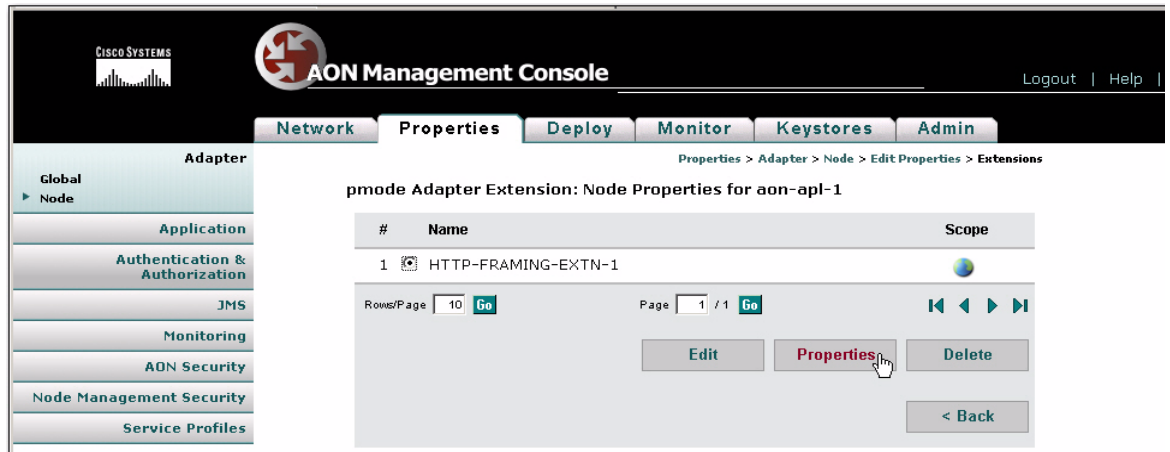 CISCO SYSTEMS
AON Management Console
Logout | Help |
Network Properties Deploy Monitor Keystores Admin
Adapter
Global
Node
Application
Authentication &
Authorization
JMS
Monitoring
AON Security
Node Management Security
Service Profiles
Properties > Adapter > Node > Edit Properties > Extensions
pmode Adapter Extension: Node Properties for aon-apl-1
# Name Scope
1 HTTP-FRAMING-EXTN-1
Rows/Page 10 Go Page 1 / 1 Go
Edit Properties Delete
< Back